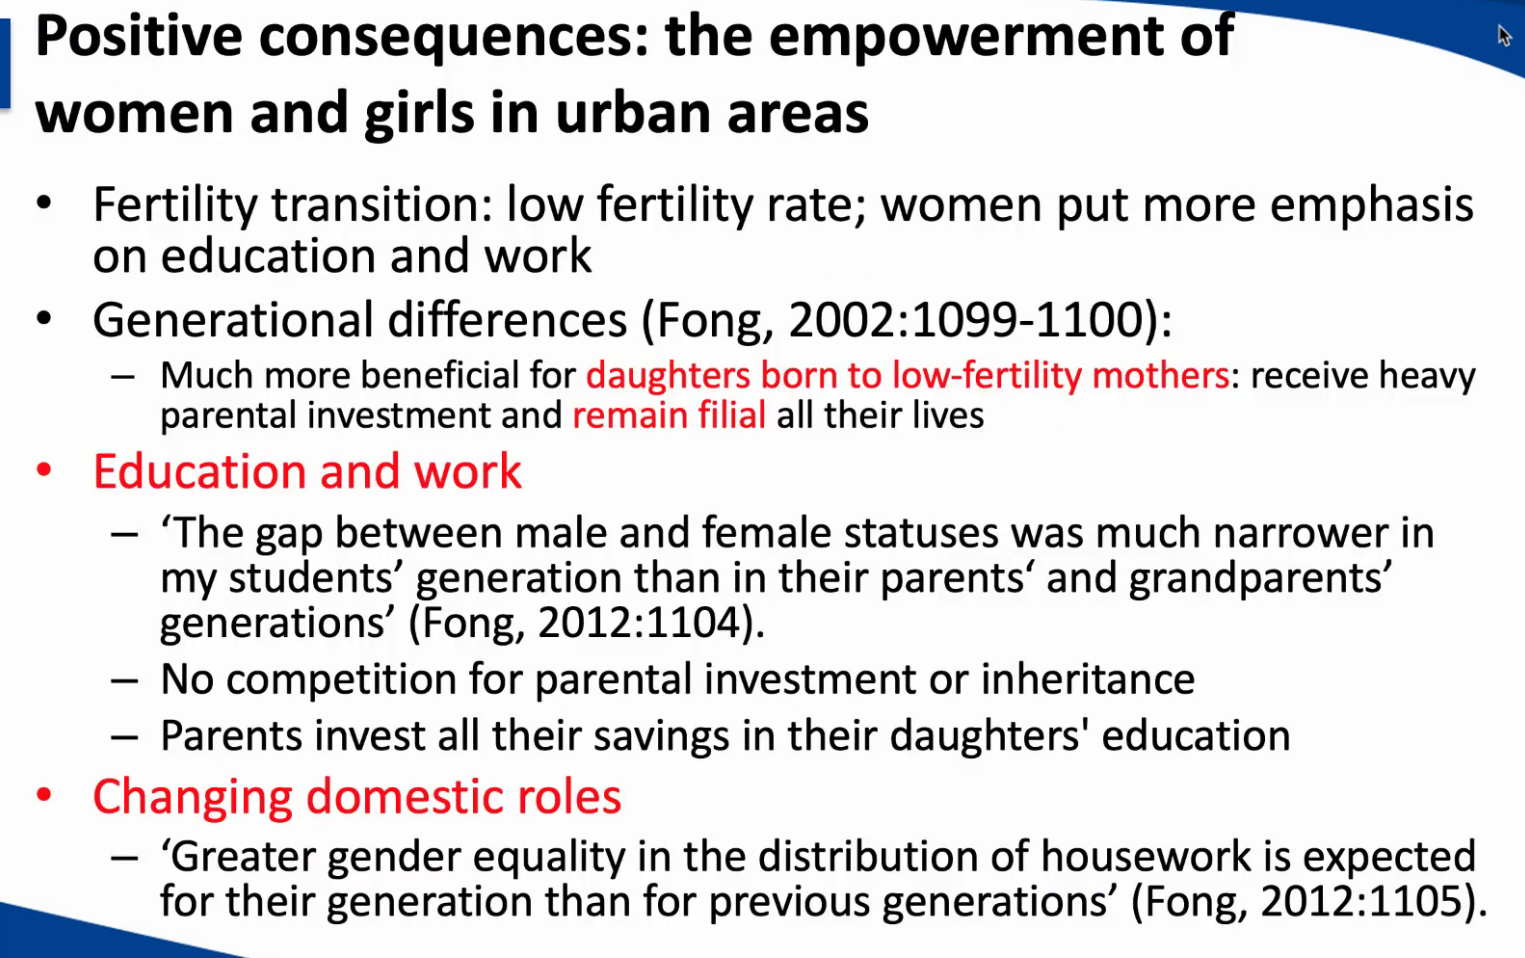 Positive consequences: the empowerment of
women and girls in urban areas
• Fertility transition: low fertility rate; women put more emphasis
on education and work
• Generational differences (Fong, 2002:1099-1100):
– Much more beneficial for daughters born to low-fertility mothers: receive heavy
parental investment and remain filial all their lives
• Education and work
– ‘The gap between male and female statuses was much narrower in
my students’ generation than in their parents‘ and grandparents’
generations’ (Fong, 2012:1104).
– No competition for parental investment or inheritance
– Parents invest all their savings in their daughters' education
• Changing domestic roles
– ‘Greater gender equality in the distribution of housework is expected
for their generation than for previous generations’ (Fong, 2012:1105).